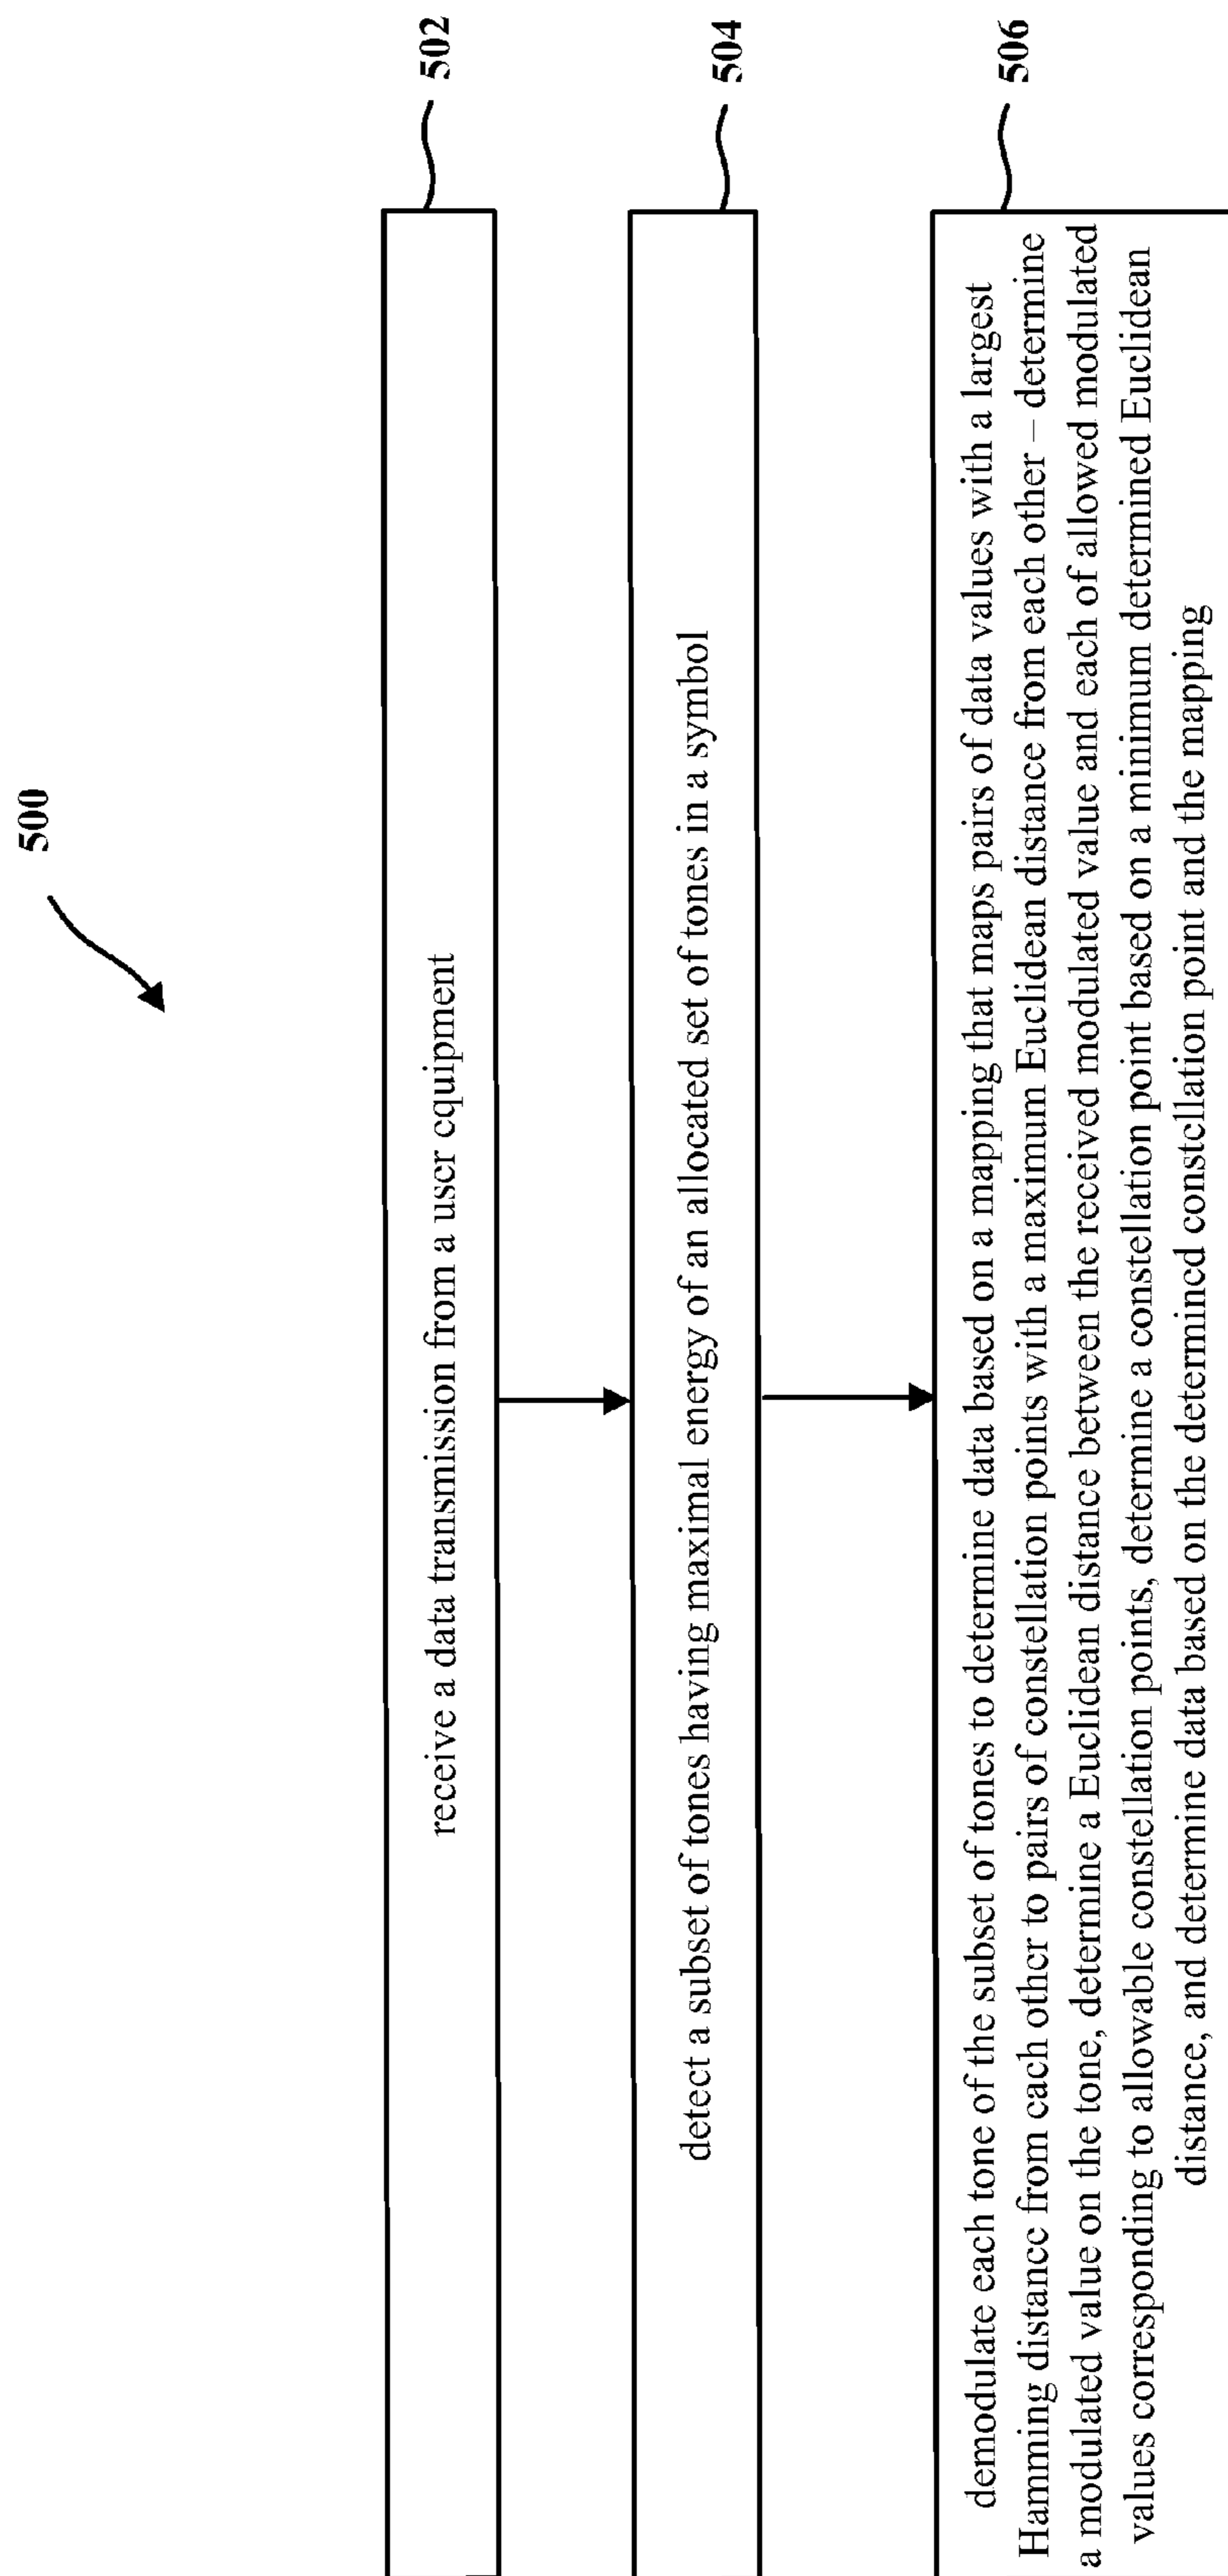 500
502
receive a data transmission from a user equipment
504
detect a subset of tones having maximal energy of an allocated set of tones in a symbol
506
demodulate each tone of the subset of tones to determine data based on a mapping that maps pairs of data values with a largest
Hamming distance from each other to pairs of constellation points with a maximum Euclidean distance from each other – determine
a modulated value on the tone, determine a Euclidean distance between the received modulated value and each of allowed modulated
values corresponding to allowable constellation points, determine a constellation point based on a minimum determined Euclidean
distance, and determine data based on the determined constellation point and the mapping